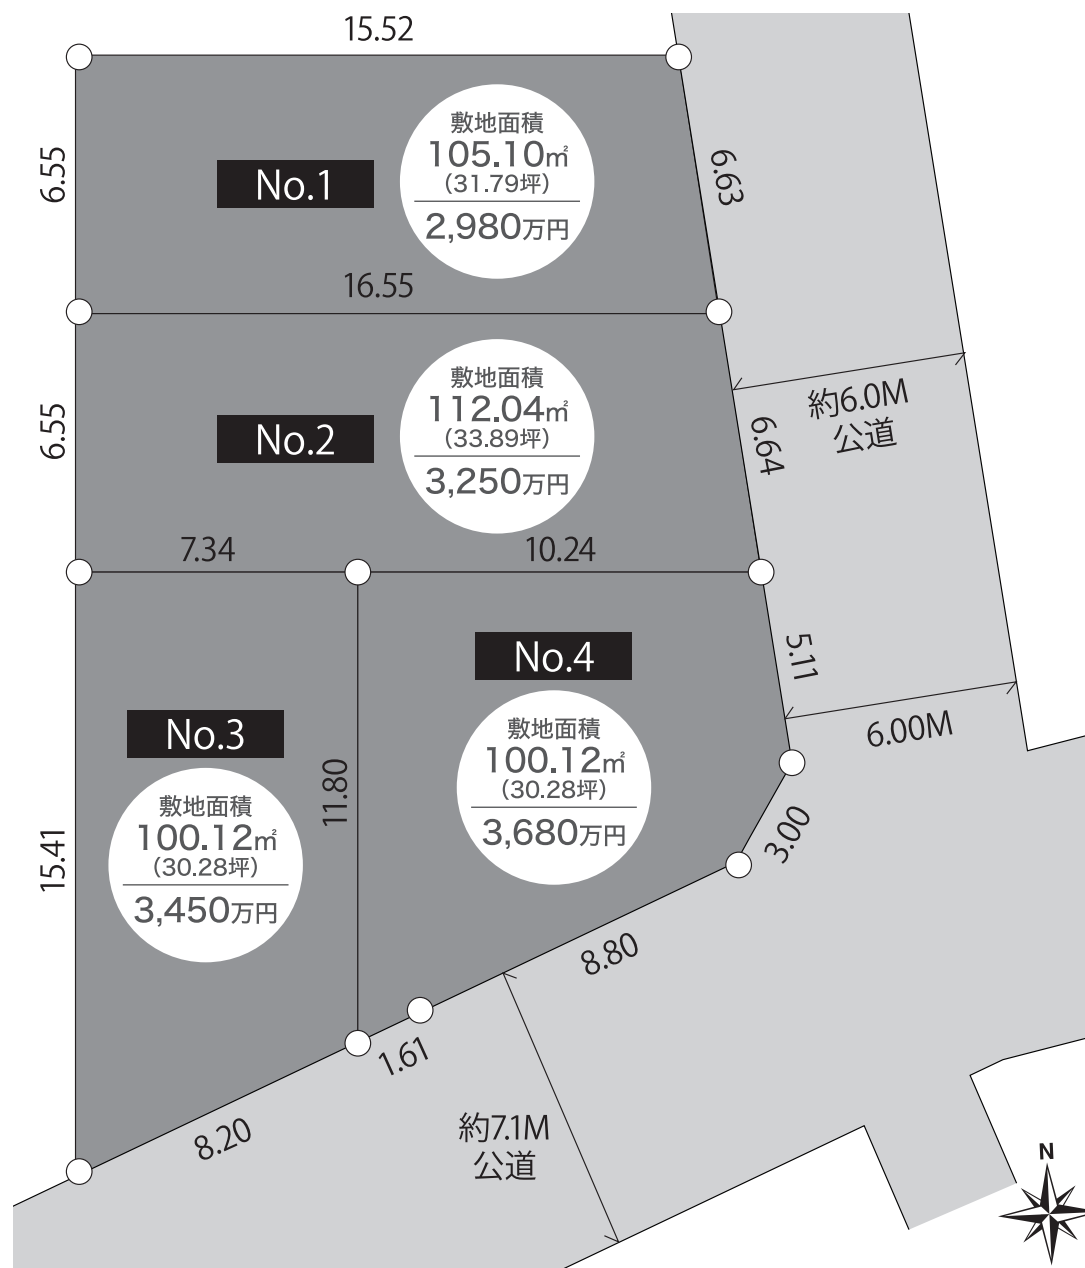 15.52
6.55
No.1
敷地面積
105.10㎡
(31.79坪)
2,980万円
6.63
16.55
6.55
No.2
敷地面積
112.04㎡
(33.89坪)
3,250万円
6.64
約6.0M
公道
7.34
10.24
No.4
敷地面積
100.12㎡
(30.28坪)
3,680万円
5.11
6.00M
No.3
敷地面積
100.12㎡
(30.28坪)
3,450万円
11.80
15.41
3.00
8.80
1.61
8.20
約7.1M
公道
N